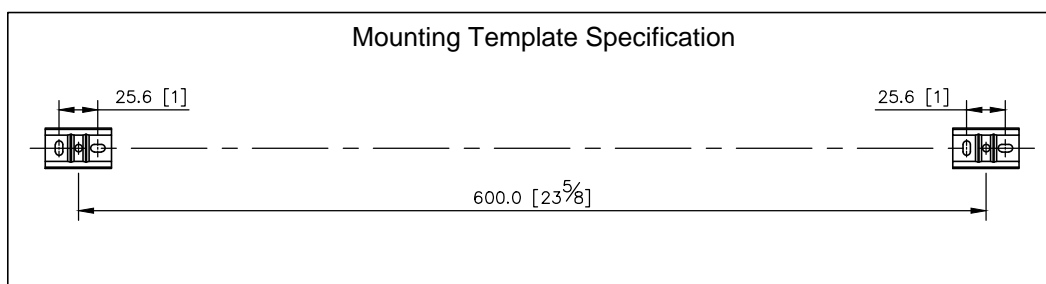 Mounting Template Specification
25.6 [1]
25.6 [1]
600.0 [23⅝]